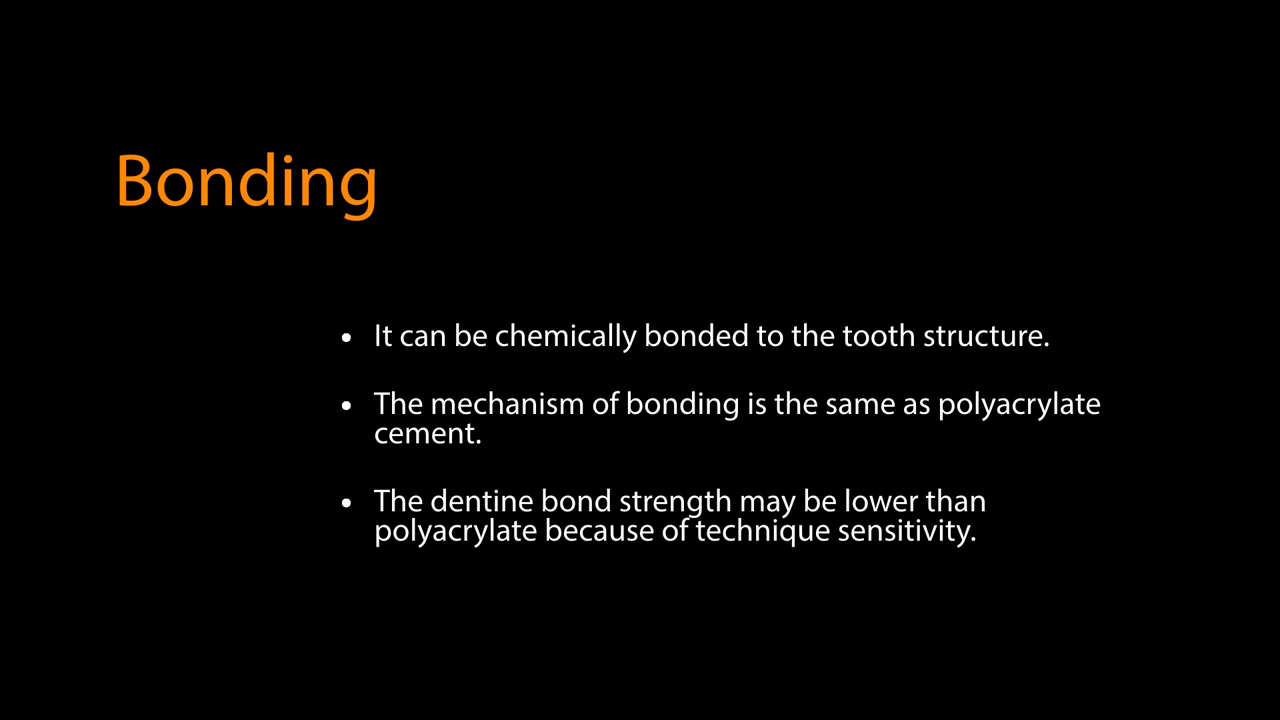 Bonding
• It can be chemically bonded to the tooth structure.
• The mechanism of bonding is the same as polyacrylate
cement.
• The dentine bond strength may be lower than
polyacrylate because of technique sensitivity.